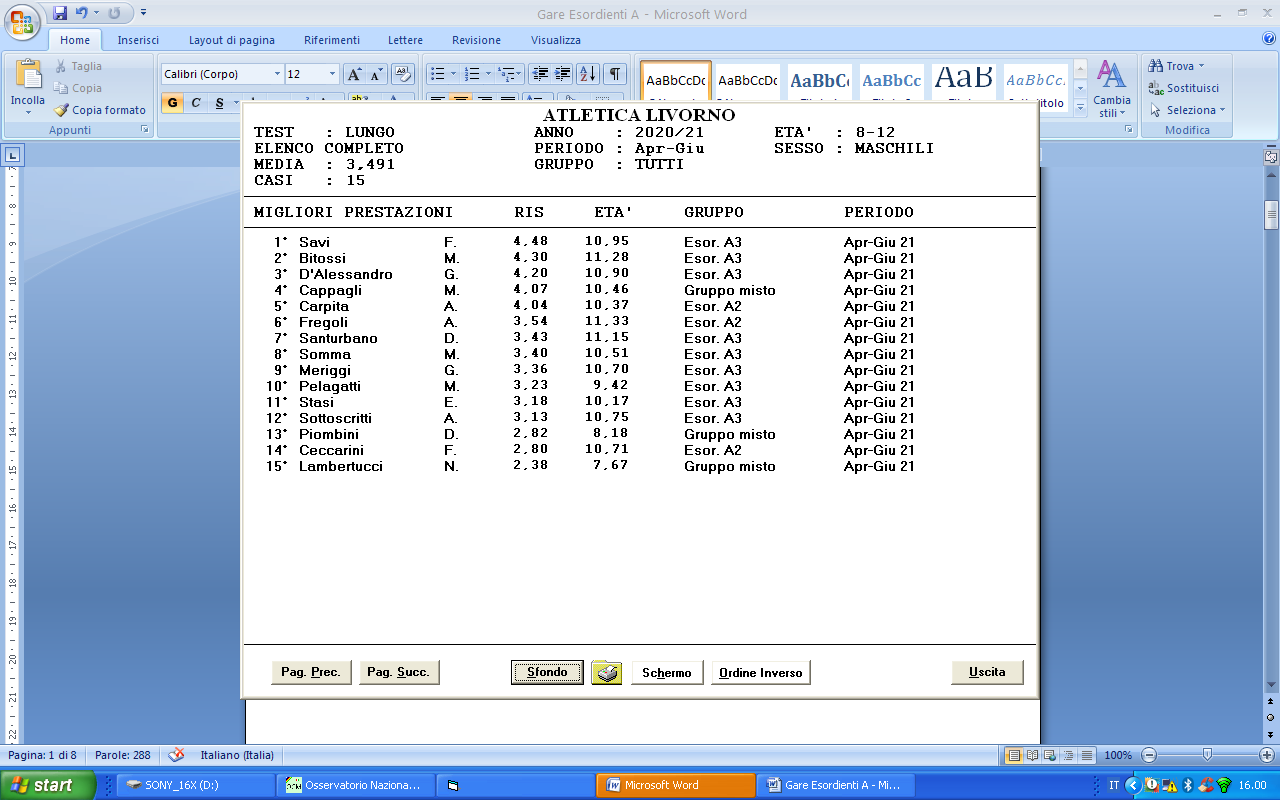 Gare Esordienti A - Microsoft Word
Home Inserisci Layout di pagina Riferimenti Lettere Revisione Visualizza
Incolla
Taglia
Copia
Copia formato
Appunti
Calibri (Corpo) 12
G C S
AaBbCcDc AaBbCcDc AaBbCc AaBbCc AaB AaBbCc.
Cambia stili
Trova
Sostituisci
Seleziona
Modifica
ATLETICA LIVORNO
TEST : LUNGO ANNO : 2020/21 ETA' : 8-12
ELENCO COMPLETO PERIODO : Apr-Giu SESSO : MASCHILI
MEDIA : 3,491 GRUPPO : TUTTI
CASI : 15
MIGLIORI PRESTAZIONI RIS ETA' GRUPPO PERIODO
1° Savi F. 4,48 10,95 Esor. A3 Apr-Giu 21
2° Bitossi M. 4,30 11,28 Esor. A3 Apr-Giu 21
3° D'Alessandro G. 4,20 10,90 Esor. A3 Apr-Giu 21
4° Cappagli M. 4,07 10,46 Gruppo misto Apr-Giu 21
5° Carpita A. 4,04 10,37 Esor. A2 Apr-Giu 21
6° Fregoli A. 3,54 11,33 Esor. A2 Apr-Giu 21
7° Santurbano D. 3,43 11,15 Esor. A3 Apr-Giu 21
8° Somma M. 3,40 10,51 Esor. A3 Apr-Giu 21
9° Meriggi G. 3,36 10,70 Esor. A3 Apr-Giu 21
10° Pelagatti M. 3,23 9,42 Esor. A3 Apr-Giu 21
11° Stasi E. 3,18 10,17 Esor. A3 Apr-Giu 21
12° Sottoscritti A. 3,13 10,75 Esor. A3 Apr-Giu 21
13° Piombini D. 2,82 8,18 Gruppo misto Apr-Giu 21
14° Ceccarini F. 2,80 10,71 Esor. A2 Apr-Giu 21
15° Lambertucci N. 2,38 7,67 Gruppo misto Apr-Giu 21
Pag. Prec. Pag. Succ. Sfondo Schermo Ordine Inverso Uscita
Pagina: 1 di 8 Parole: 288 Italiano (Italia) 100%
start SONY_16X (D:) Osservatorio Naziona... Microsoft Word Gare Esordienti A - Mi... IT 16.00